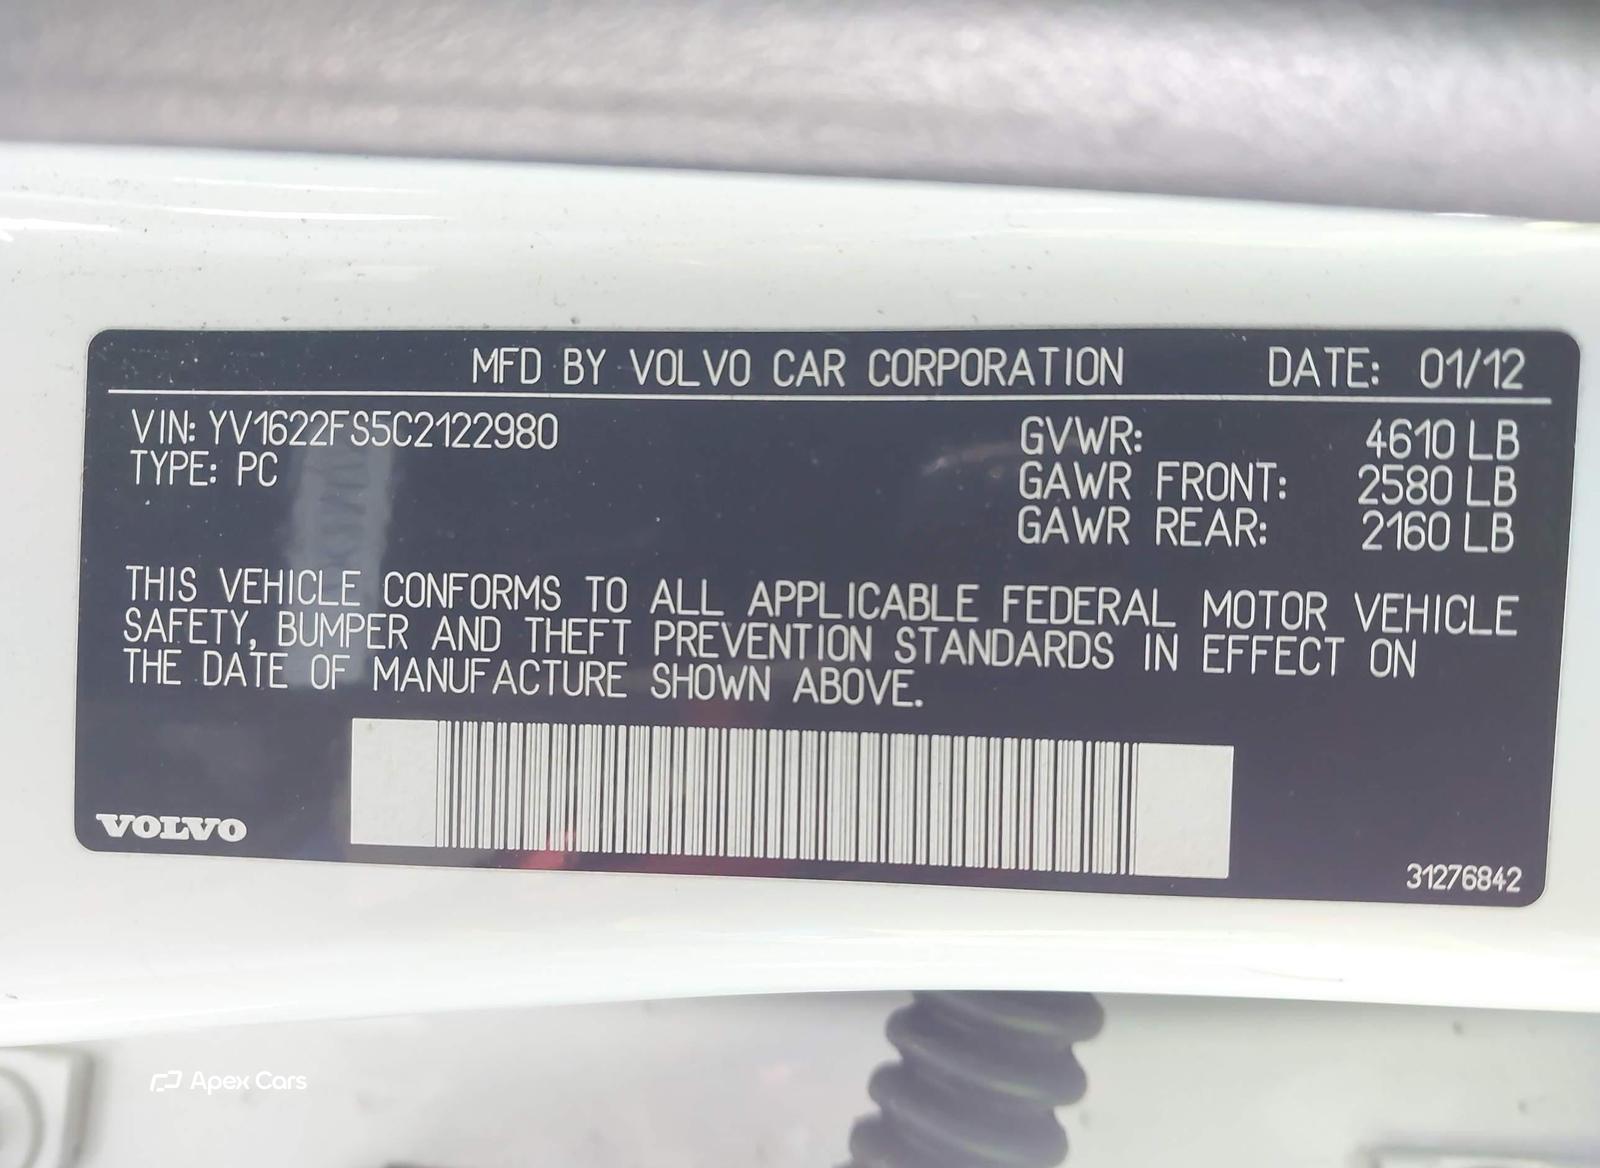 MFD BY VOLVO CAR CORPORATION DATE: 01/12
VIN: YV1622FS5C2122980
TYPE: PC
GVWR: 4610 LB
GAWR FRONT: 2580 LB
GAWR REAR: 2160 LB
THIS VEHICLE CONFORMS TO ALL APPLICABLE FEDERAL MOTOR VEHICLE
SAFETY, BUMPER AND THEFT PREVENTION STANDARDS IN EFFECT ON
THE DATE OF MANUFACTURE SHOWN ABOVE.
VOLVO
31276842
Apex Cars